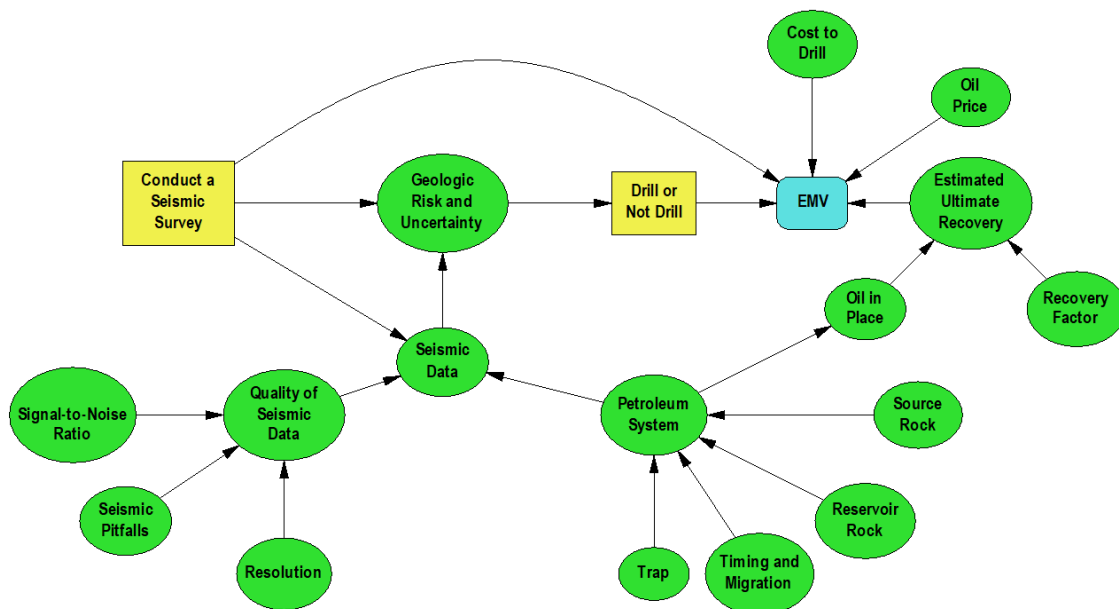 Cost to
Drill
Oil
Price
Conduct a
Seismic
Survey
Geologic
Risk and
Uncertainty
Drill or
Not Drill
EMV
Estimated
Ultimate
Recovery
Oil in
Place
Recovery
Factor
Seismic
Data
Signal-to-Noise
Ratio
Quality of
Seismic
Data
Petroleum
System
Source
Rock
Seismic
Pitfalls
Reservoir
Rock
Resolution
Trap
Timing and
Migration